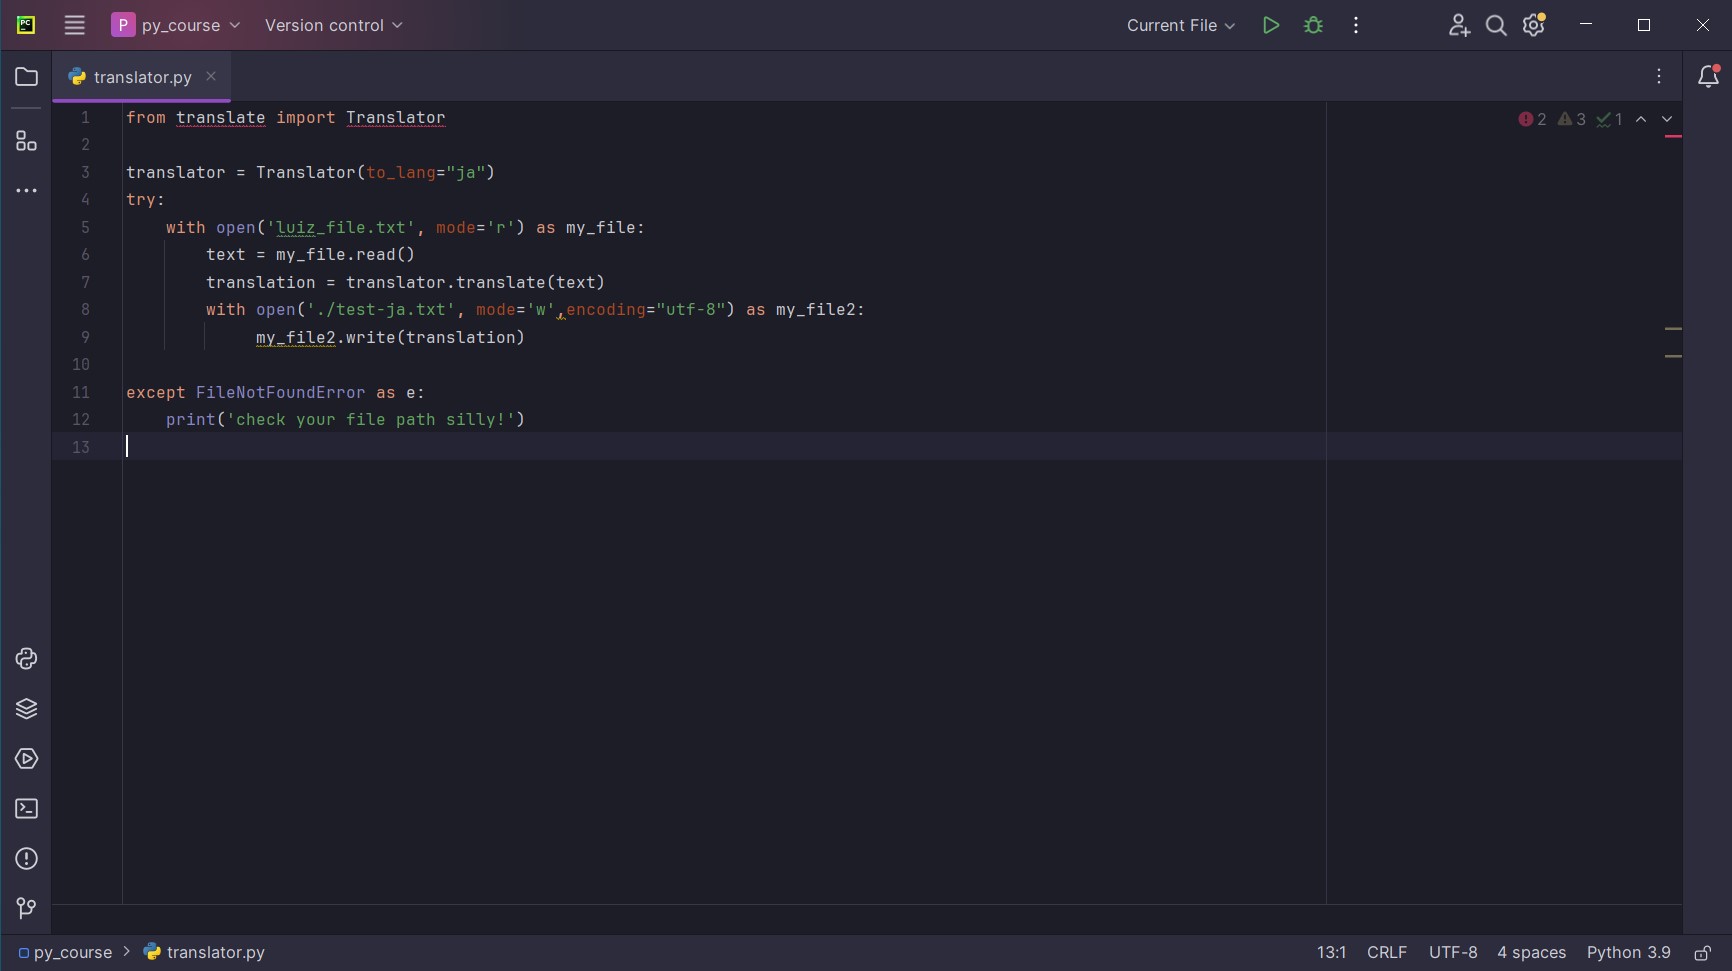 PC
P py_course Version control Current File
translator.py
1 from translate import Translator 2 3 1
2
3 translator = Translator(to_lang="ja")
4 try:
5     with open('luiz_file.txt', mode='r') as my_file:
6         text = my_file.read()
7         translation = translator.translate(text)
8         with open('./test-ja.txt', mode='w',encoding="utf-8") as my_file2:
9              my_file2.write(translation)
10
11 except FileNotFoundError as e:
12     print('check your file path silly!')
13
py_course > translator.py 13:1 CRLF UTF-8 4 spaces Python 3.9